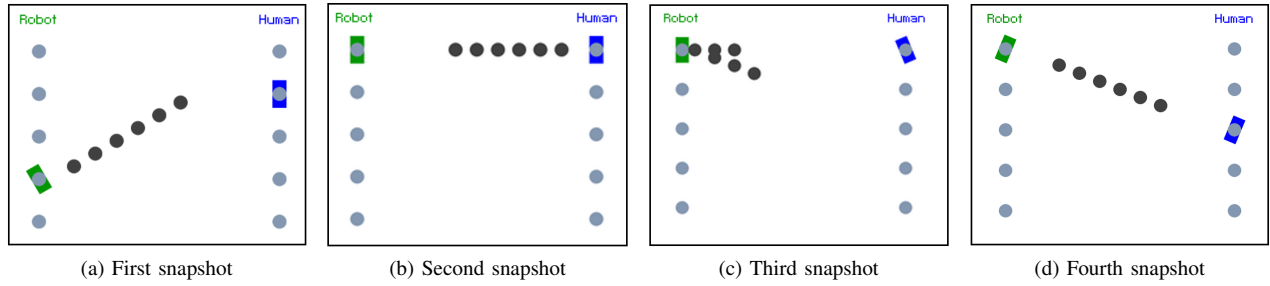 Robot Human
Robot Human
Robot Human
Robot Human
(a) First snapshot
(b) Second snapshot
(c) Third snapshot
(d) Fourth snapshot